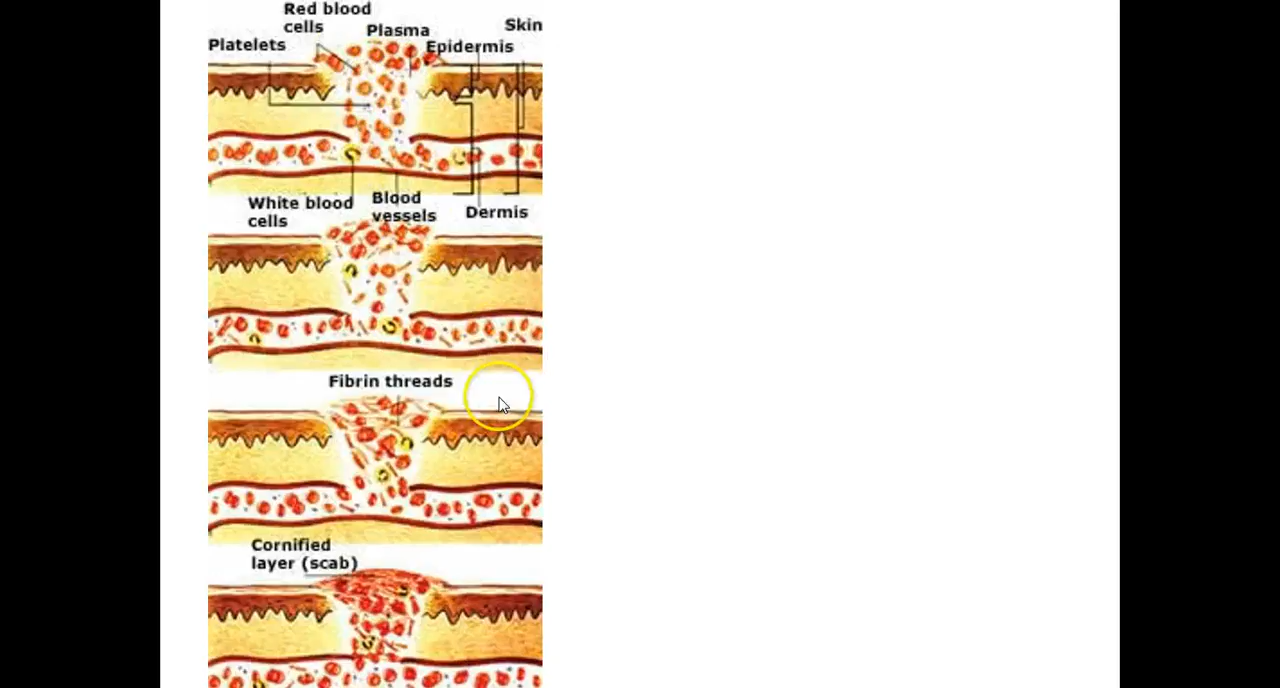 Red blood
cells
Plasma
Skin
Platelets
Epidermis
White blood
cells
Blood
vessels
Dermis
Fibrin threads
Cornified
layer (scab)